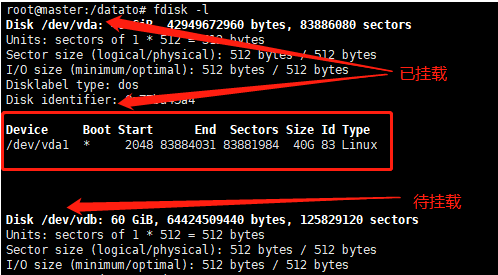 root@master:/datato# fdisk -l
Disk /dev/vda: GiB, 42949672960 bytes, 83886080 sectors
Units: sectors of 1 * 512 = 512 bytes
Sector size (logical/physical): 512 bytes / 512 bytes
I/O size (minimum/optimal): 512 bytes / 512 bytes
已挂载
Disklabel type: dos
Disk identifier:
Device Boot Start End Sectors Size Id Type
/dev/vda1 * 2048 83884031 83881984 40G 83 Linux
待挂载
Disk /dev/vdb: 60 GiB, 64424509440 bytes, 125829120 sectors
Units: sectors of 1 * 512 = 512 bytes
Sector size (logical/physical): 512 bytes / 512 bytes
I/O size (minimum/optimal): 512 bytes / 512 bytes